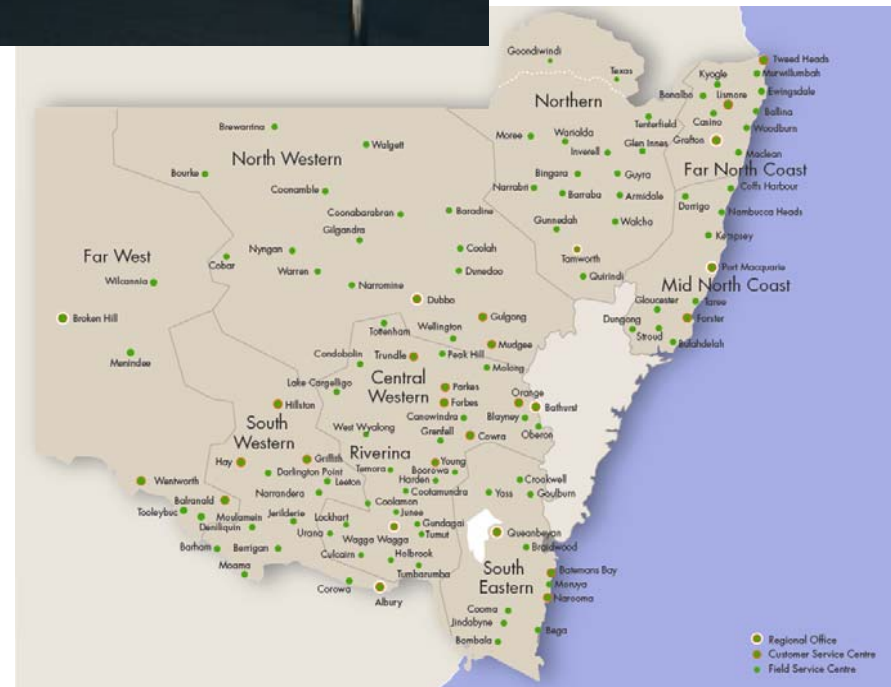 Goondiwindi
Texas
Tweed Heads
Kyogle
Murwillumbah
Bonalbo
Lismore
Ewingsdale
Northern
Ballina
Casino
Tenterfield
Woodburn
Brewarrina
Moree
Warialda
Grafton
Walgett
Glen Innes
Inverell
Maclean
North Western
Far North Coast
Bourke
Bingara
Guyra
Coffs Harbour
Coonamble
Narrabri
Barraba
Armidale
Dorrigo
Coonabarabran
Baradine
Nambucca Heads
Gunnedah
Walcha
Gilgandra
Kempsey
Nyngan
Coolah
Far West
Cobar
Tamworth
Port Macquarie
Warren
Dunedoo
Quirindi
Wilcannia
Narromine
Mid North Coast
Dubbo
Gloucester
Taree
Broken Hill
Gulgong
Dungong
Forster
Tottenham
Wellington
Stroud
Bulahdelah
Mudgee
Condobolin
Trundle
Peak Hill
Menindee
Molong
Central
Western
Lake Cargelligo
Parkes
Orange
Hillston
Forbes
Bathurst
South
Western
Canowindra
Blayney
West Wyalong
Grenfell
Cowra
Oberon
Riverina
Hay
Griffith
Young
Temora
Boorowa
Darlington Point
Leeton
Harden
Crookwell
Wentworth
Narrandera
Cootamundra
Yass
Goulburn
Balranald
Coolamon
Tooleybuc
Moulamein
Jerilderie
Lockhart
Junee
Deniliquin
Gundagai
Urana
Wagga Wagga
Tumut
Queanbeyan
Barham
Berrigan
Culcairn
Holbrook
Braidwood
Moama
Tumbarumba
South
Eastern
Batemans Bay
Moruya
Corowa
Albury
Narooma
Cooma
Jindabyne
Bega
Bombala
Regional Office
Customer Service Centre
Field Service Centre